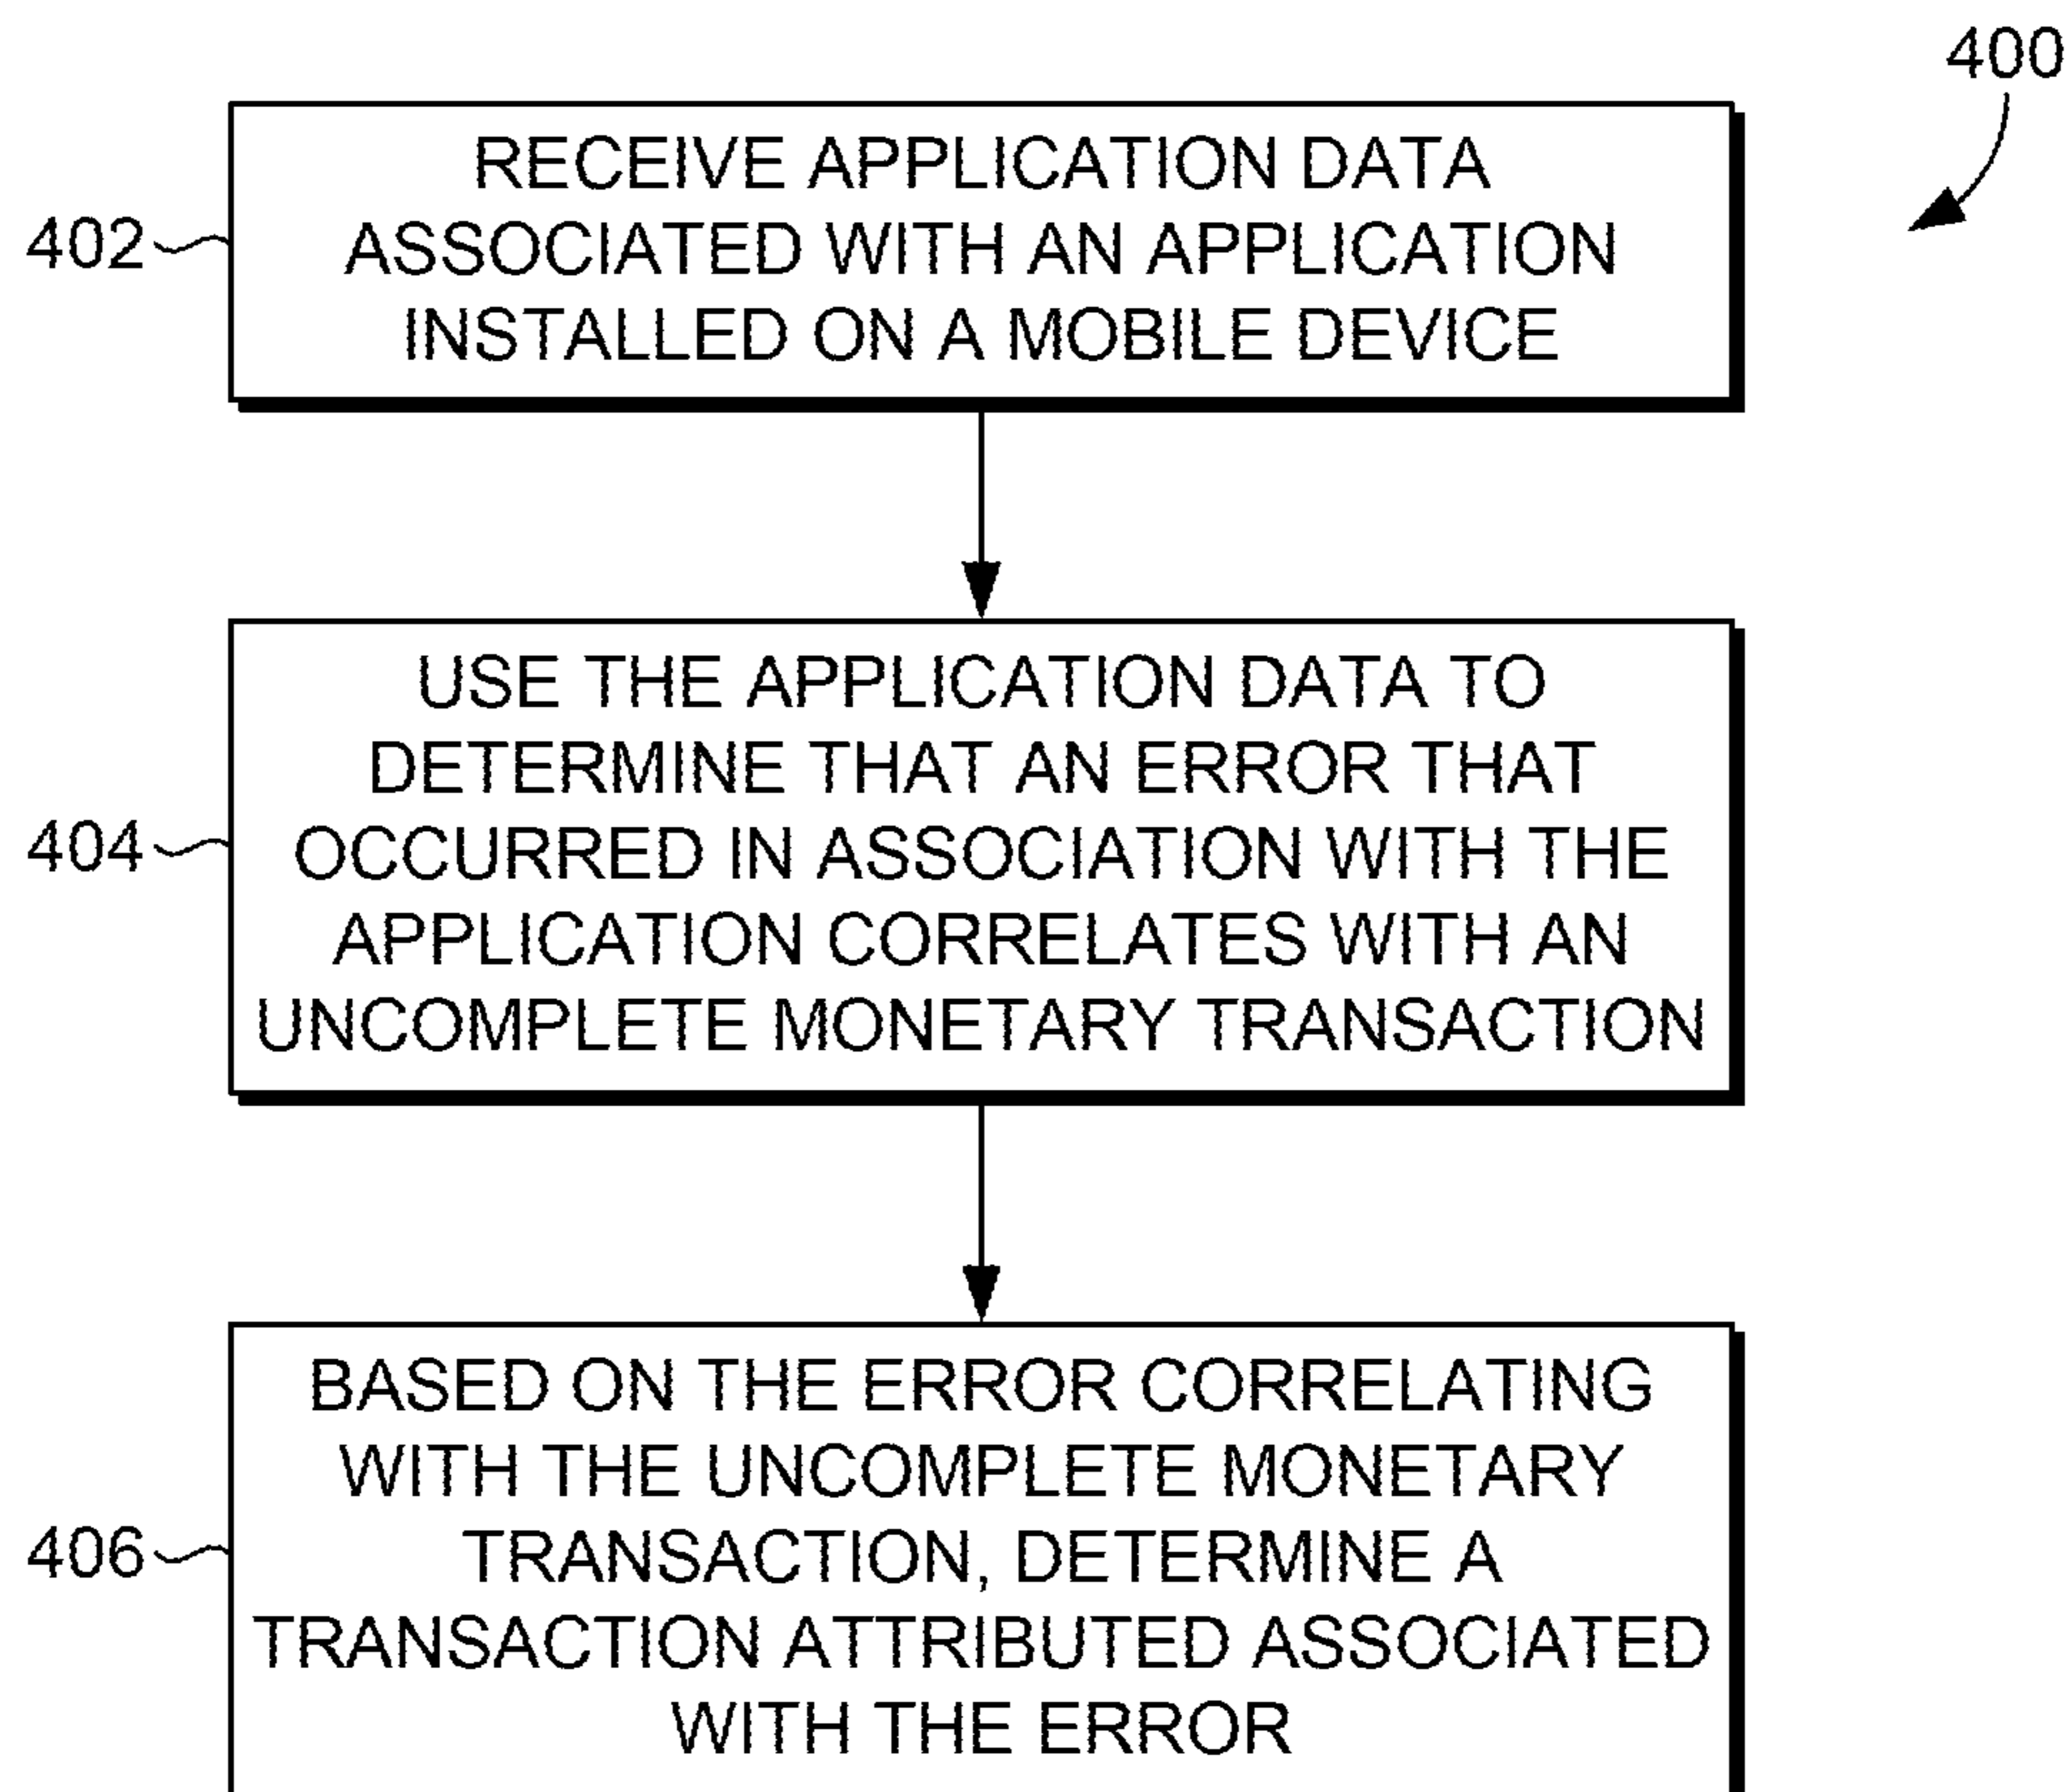 400
RECEIVE APPLICATION DATA
ASSOCIATED WITH AN APPLICATION
INSTALLED ON A MOBILE DEVICE
402
USE THE APPLICATION DATA TO
DETERMINE THAT AN ERROR THAT
OCCURRED IN ASSOCIATION WITH THE
APPLICATION CORRELATES WITH AN
UNCOMPLETE MONETARY TRANSACTION
404
BASED ON THE ERROR CORRELATING
WITH THE UNCOMPLETE MONETARY
TRANSACTION, DETERMINE A
TRANSACTION ATTRIBUTED ASSOCIATED
WITH THE ERROR
406